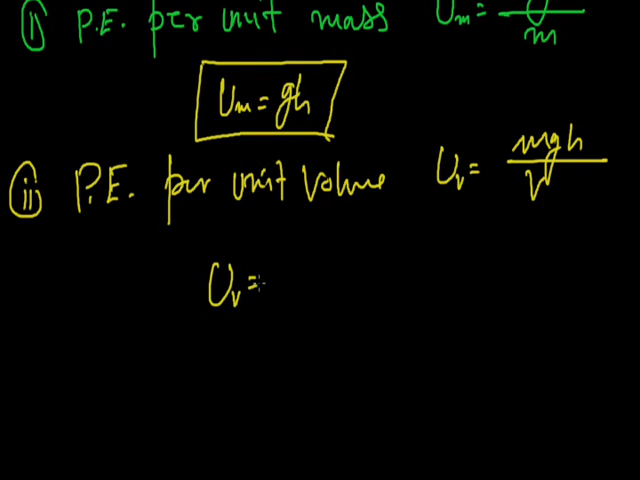 (i) P.E. per unit mass Um = —/m
Um = gh
(ii) P.E. per unit volume Uv = mgh/V
Uv =